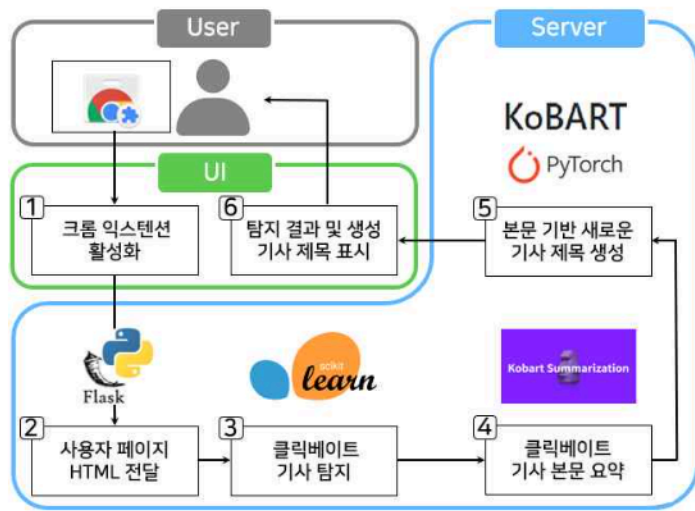 User
Server
KoBART
PyTorch
UI
1
크롬 익스텐션
활성화
6
탐지 결과 및 생성
기사 제목 표시
5
본문 기반 새로운
기사 제목 생성
Flask
scikit
learn
Kobart Summarization
2
사용자 페이지
HTML 전달
3
클릭베이트
기사 탐지
4
클릭베이트
기사 본문 요약